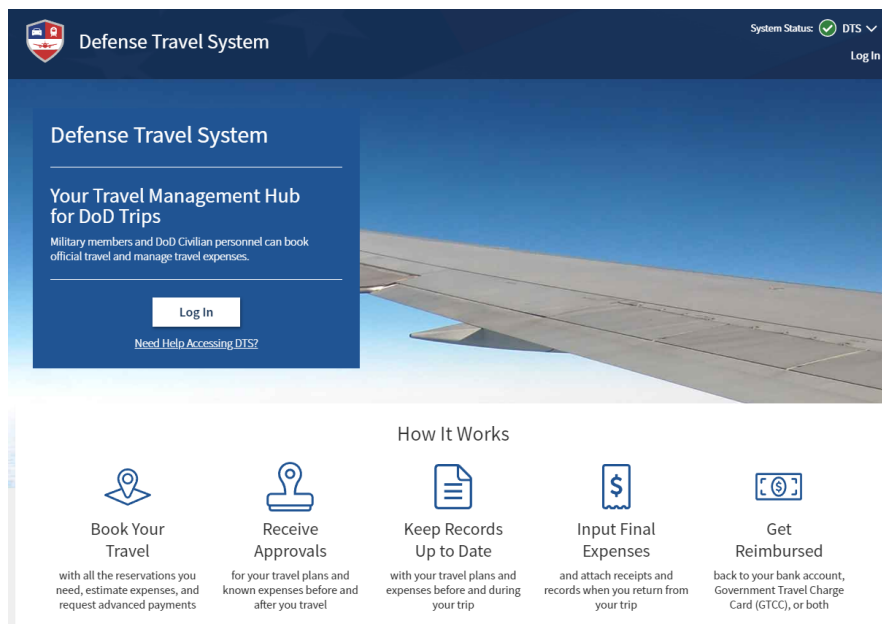 Defense Travel System
System Status: DTS
Log In
Defense Travel System
Your Travel Management Hub
for DoD Trips
Military members and DoD Civilian personnel can book
official travel and manage travel expenses.
Log In
Need Help Accessing DTS?
How It Works
Book Your
Travel
with all the reservations you
need, estimate expenses, and
request advanced payments
Receive
Approvals
for your travel plans and
known expenses before and
after you travel
Keep Records
Up to Date
with your travel plans and
expenses before and during
your trip
$
Input Final
Expenses
and attach receipts and
records when you return from
your trip
$
Get
Reimbursed
back to your bank account,
Government Travel Charge
Card (GTCC), or both